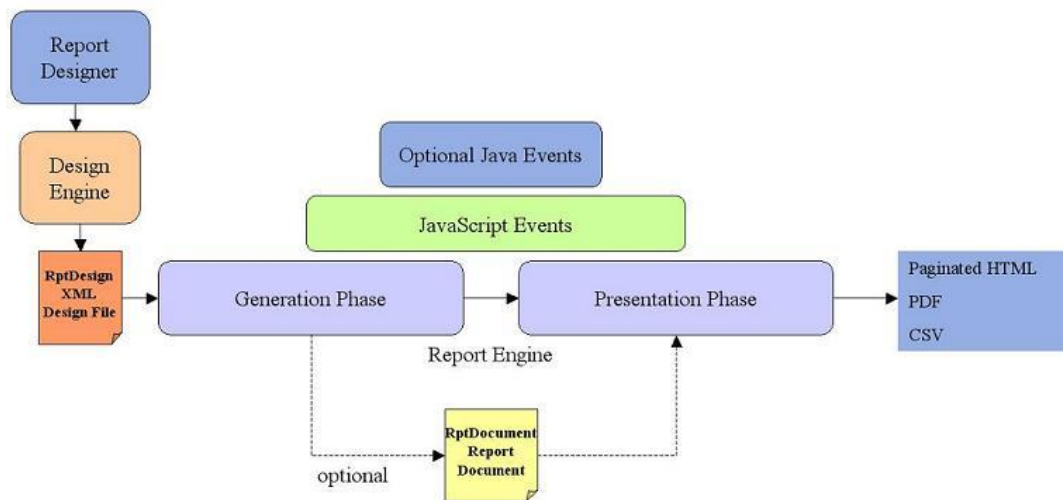 Report
Designer
Design
Engine
Optional Java Events
JavaScript Events
RptDesign
XML
Design File
Generation Phase
Presentation Phase
Paginated HTML
PDF
CSV
Report Engine
optional
RptDocument
Report
Document